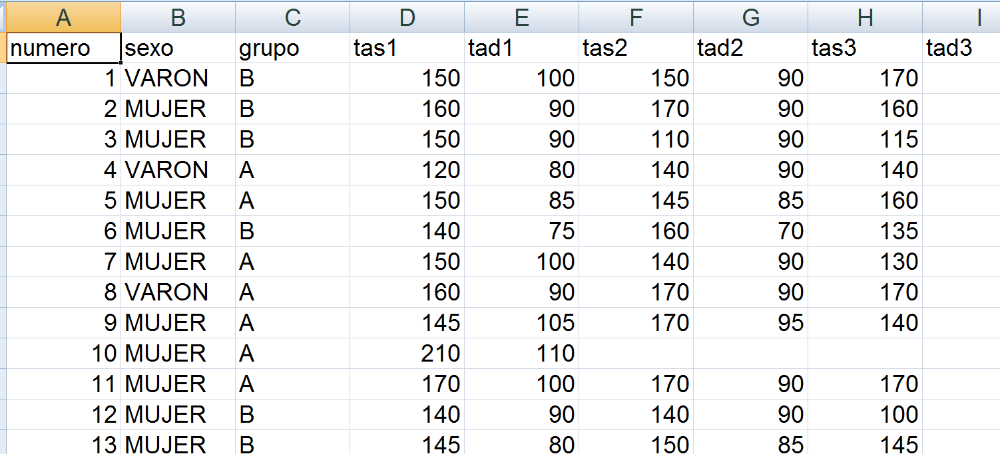 A B C D E F G H I
numero sexo grupo tas1 tad1 tas2 tad2 tas3 tad3
1 VARON B 150 100 150 90 170
2 MUJER B 160 90 170 90 160
3 MUJER B 150 90 110 90 115
4 VARON A 120 80 140 90 140
5 MUJER A 150 85 145 85 160
6 MUJER B 140 75 160 70 135
7 MUJER A 150 100 140 90 130
8 VARON A 160 90 170 90 170
9 MUJER A 145 105 170 95 140
10 MUJER A 210 110
11 MUJER A 170 100 170 90 170
12 MUJER B 140 90 140 90 100
13 MUJER B 145 80 150 85 145